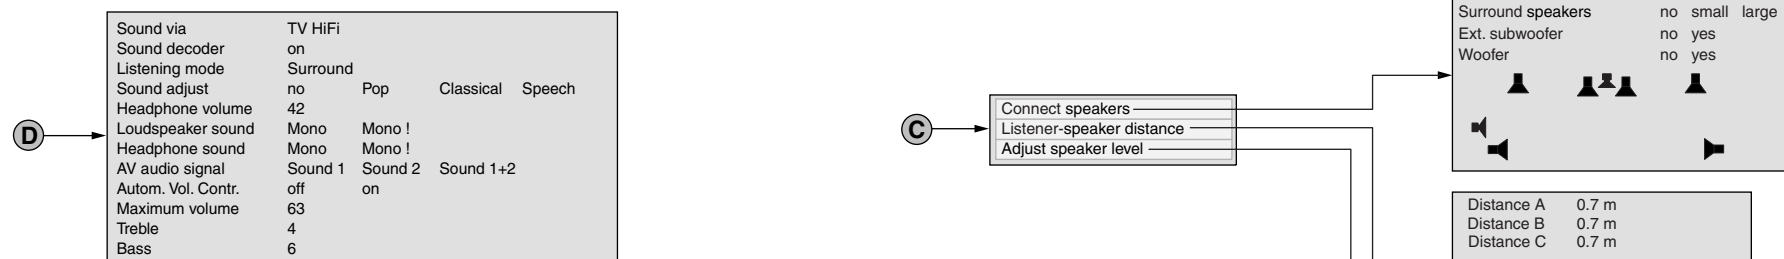 D
Sound via TV HiFi
Sound decoder on
Listening mode Surround
Sound adjust no Pop Classical Speech
Headphone volume 42
Loudspeaker sound Mono Mono !
Headphone sound Mono Mono !
AV audio signal Sound 1 Sound 2 Sound 1+2
Autom. Vol. Contr. off on
Maximum volume 63
Treble 4
Bass 6
C
Connect speakers
Listener-speaker distance
Adjust speaker level
Surround speakers no small large
Ext. subwoofer no yes
Woofer no yes
Distance A 0.7 m
Distance B 0.7 m
Distance C 0.7 m